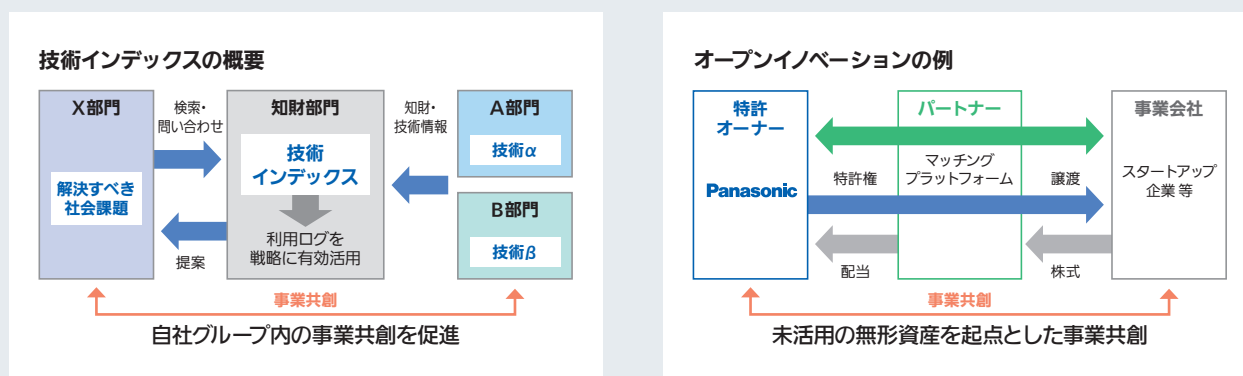 技術インデックスの概要
X部門
検索・
問い合わせ
知財部門
知財・
技術情報
A部門
技術
インデックス
技術α
解決すべき
社会課題
B部門
提案
利用ログを
戦略に有効活用
技術β
事業共創
自社グループ内の事業共創を促進
オープンイノベーションの例
特許
オーナー
パートナー
事業会社
Panasonic
特許権
マッチング
プラットフォーム
譲渡
スタートアップ
企業 等
配当
株式
事業共創
未活用の無形資産を起点とした事業共創